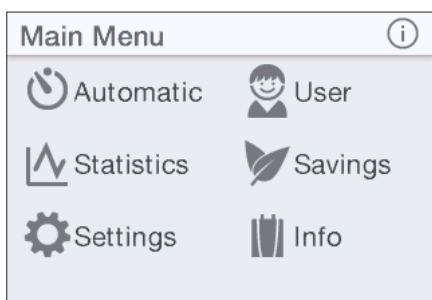 Main Menu
Automatic User
Statistics Savings
Settings Info